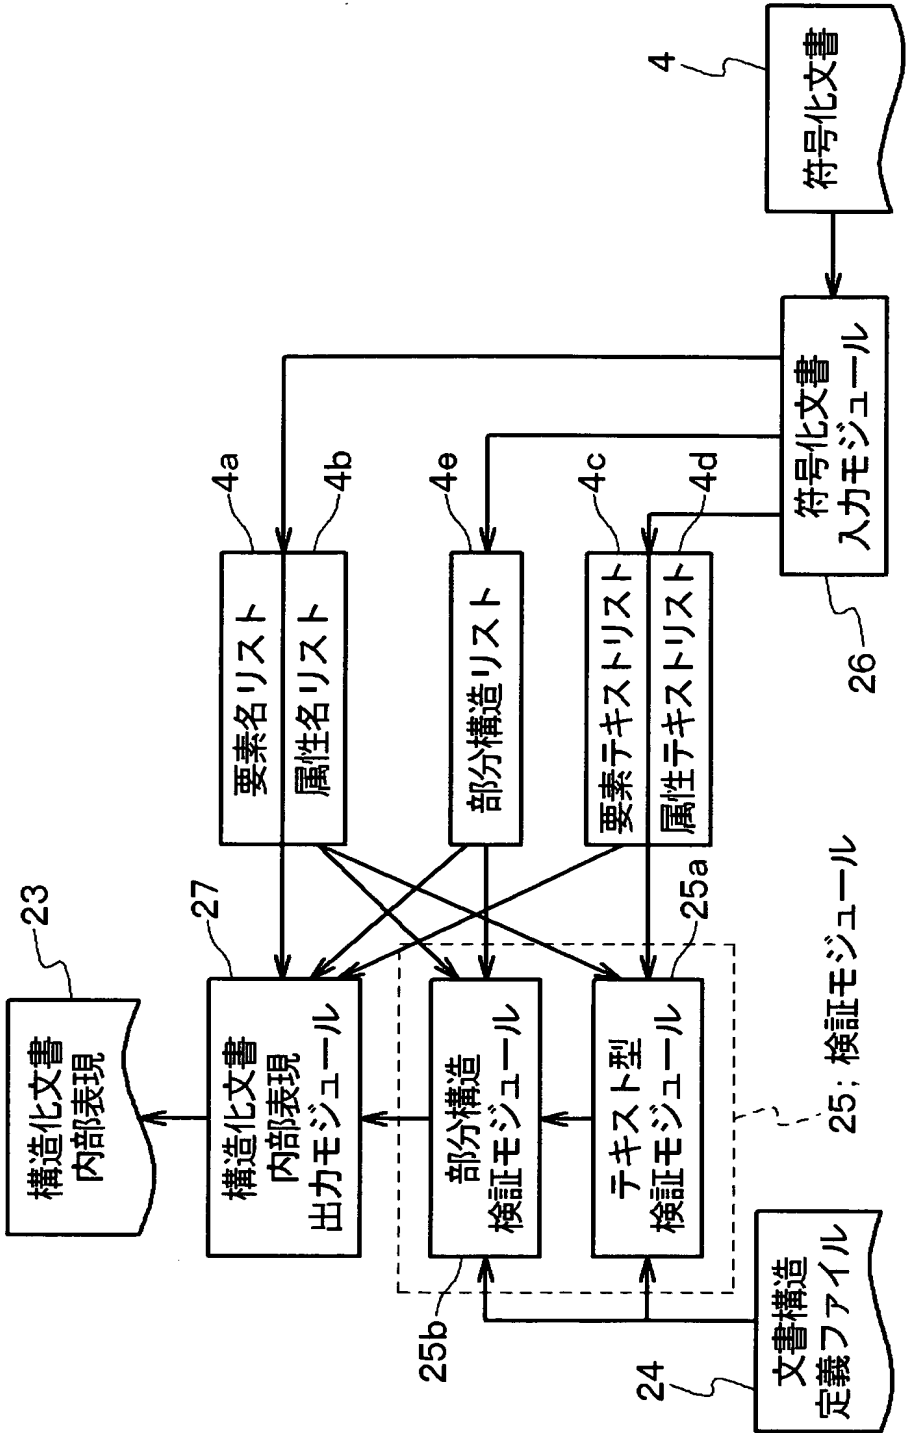 23
構造化文書
内部表現
27
構造化文書
内部表現
出力モジュール
4a
要素名リスト
属性名リスト
4b
4e
部分構造リスト
4c
要素テキストリスト
属性テキストリスト
4d
25b
部分構造
検証モジュール
25a
テキスト型
検証モジュール
25；検証モジュール
24
文書構造
定義ファイル
26
符号化文書
入力モジュール
4
符号化文書